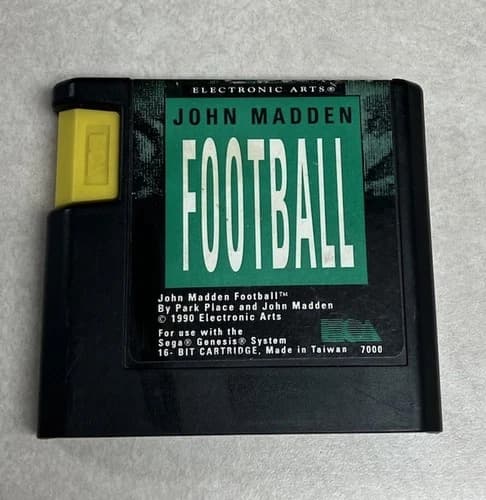 ELECTRONIC ARTS®
JOHN MADDEN
FOOTBALL
John Madden Football™
By Park Place and John Madden
© 1990 Electronic Arts
For use with the
Sega® Genesis® System
16- BIT CARTRIDGE, Made in Taiwan 7000
EA